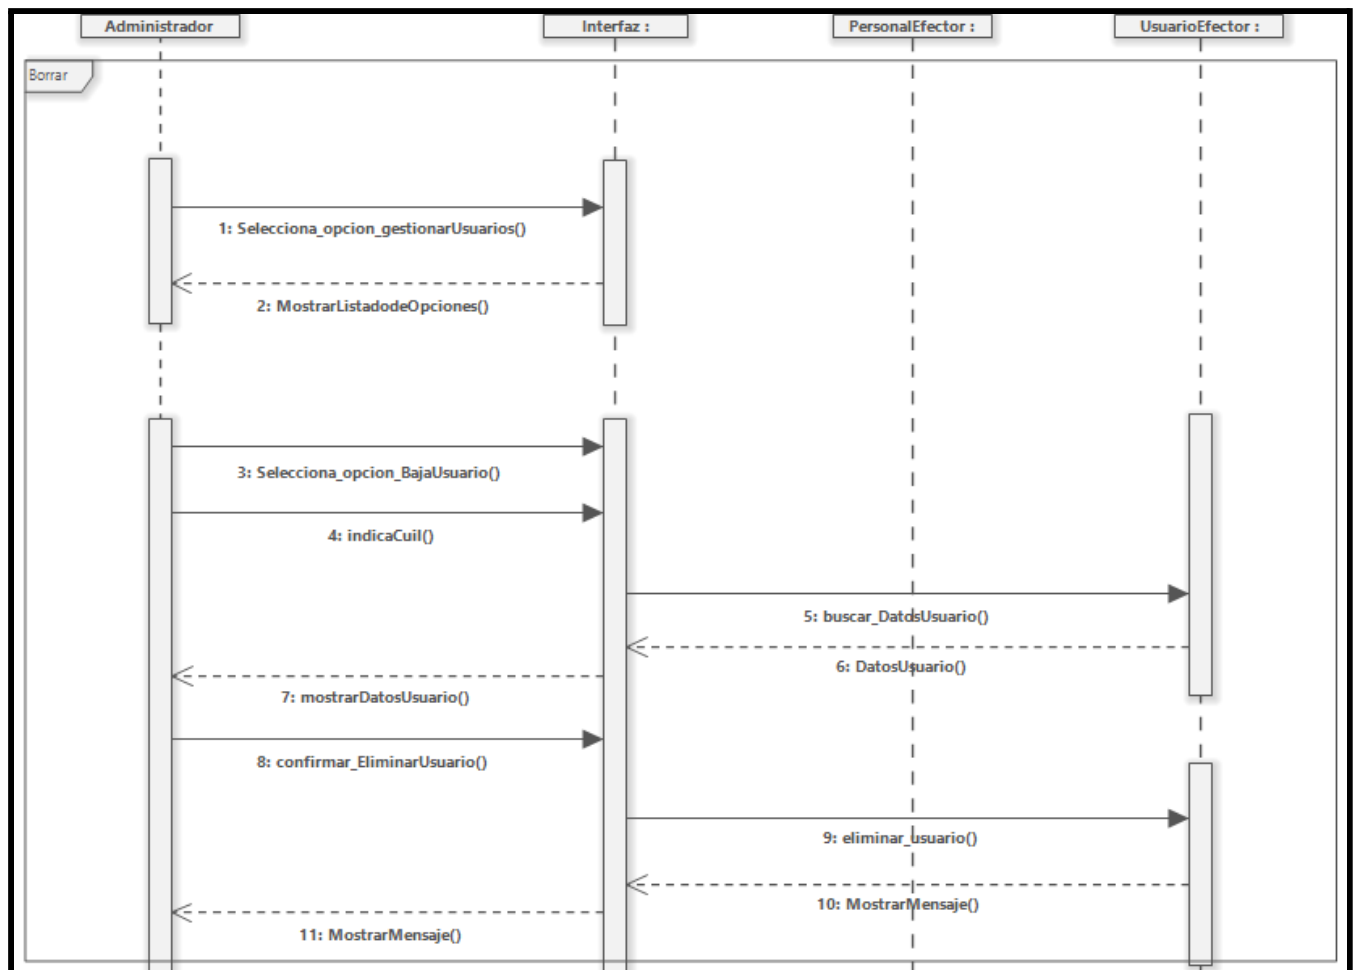 Administrador
Interfaz :
PersonalEfector :
UsuarioEfector :
Borrar
1: Selecciona_opcion_gestionarUsuarios()
2: MostrarListadodeOpciones()
3: Selecciona_opcion_BajaUsuario()
4: indicaCuil()
5: buscar_DatosUsuario()
6: DatosUsuario()
7: mostrarDatosUsuario()
8: confirmar_EliminarUsuario()
9: eliminar_usuario()
10: MostrarMensaje()
11: MostrarMensaje()